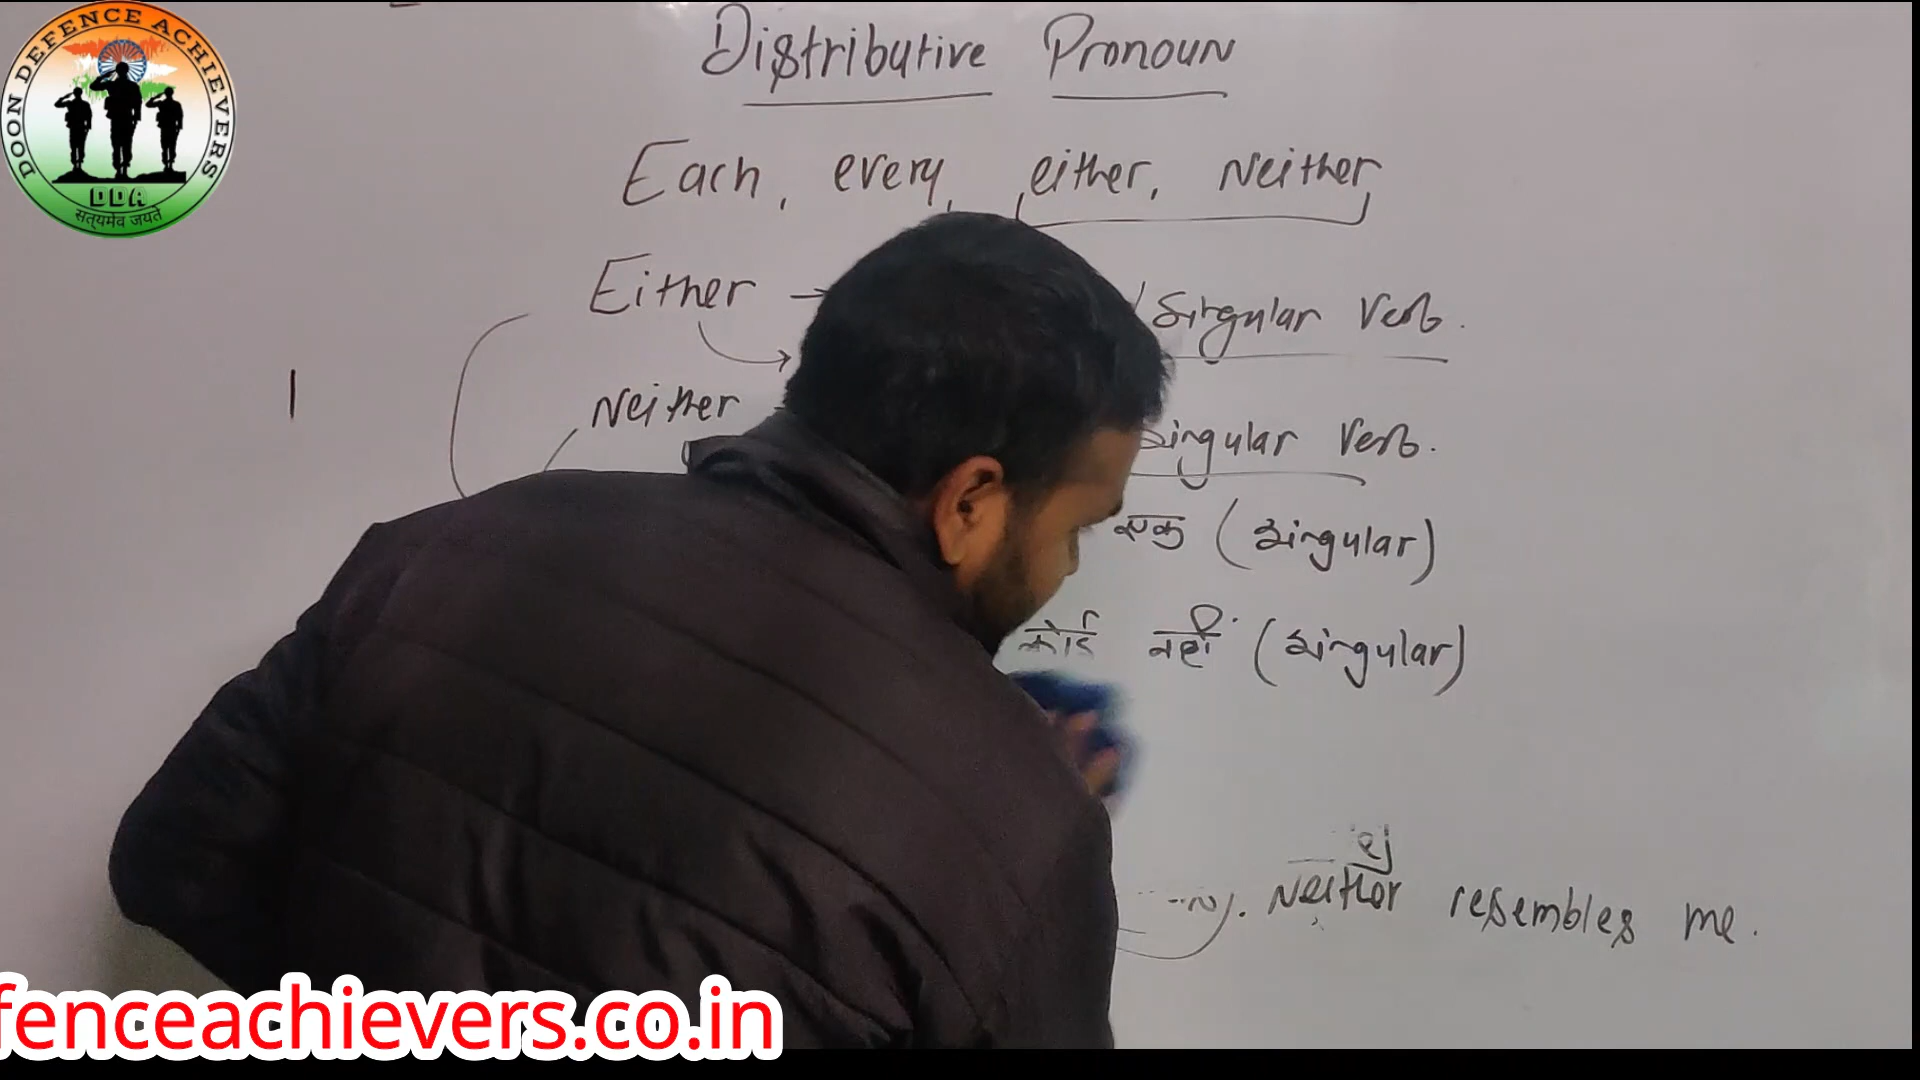 DOON DEFENCE ACHIEVERS
DDA
सत्यमेव जयते
Distributive Pronoun
Each, every, either, Neither
Either → / Singular Verb.
Neither Singular Verb.
एक (Singular)
कोई नहीं (Singular)
Neither resembles me.
fenceachievers.co.in